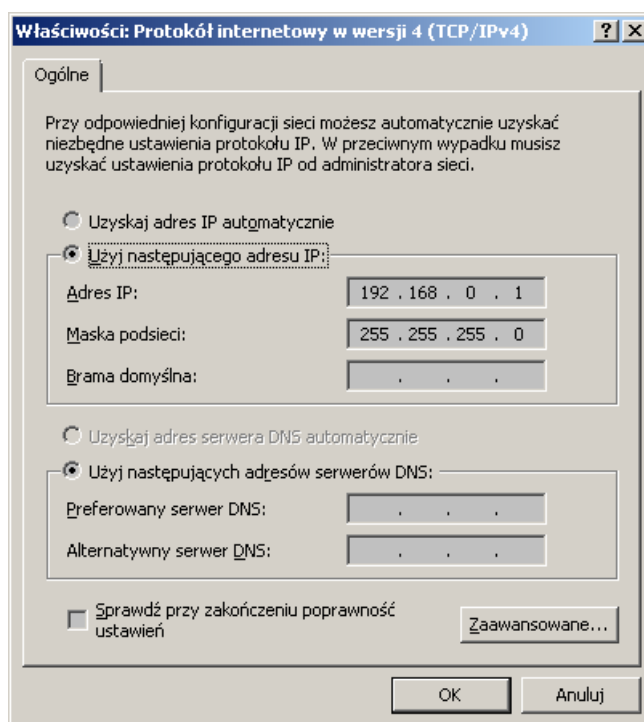 Właściwości: Protokół internetowy w wersji 4 (TCP/IPv4)
Ogólne
Przy odpowiedniej konfiguracji sieci możesz automatycznie uzyskać
niezbędne ustawienia protokołu IP. W przeciwnym wypadku musisz
uzyskać ustawienia protokołu IP od administratora sieci.
Uzyskaj adres IP automatycznie
Użyj następującego adresu IP:
Adres IP: 192 . 168 . 0 . 1
Maska podsieci: 255 . 255 . 255 . 0
Brama domyślna: . . .
Uzyskaj adres serwera DNS automatycznie
Użyj następujących adresów serwerów DNS:
Preferowany serwer DNS: . . .
Alternatywny serwer DNS: . . .
Sprawdź przy zakończeniu poprawność
ustawień
Zaawansowane...
OK Anuluj